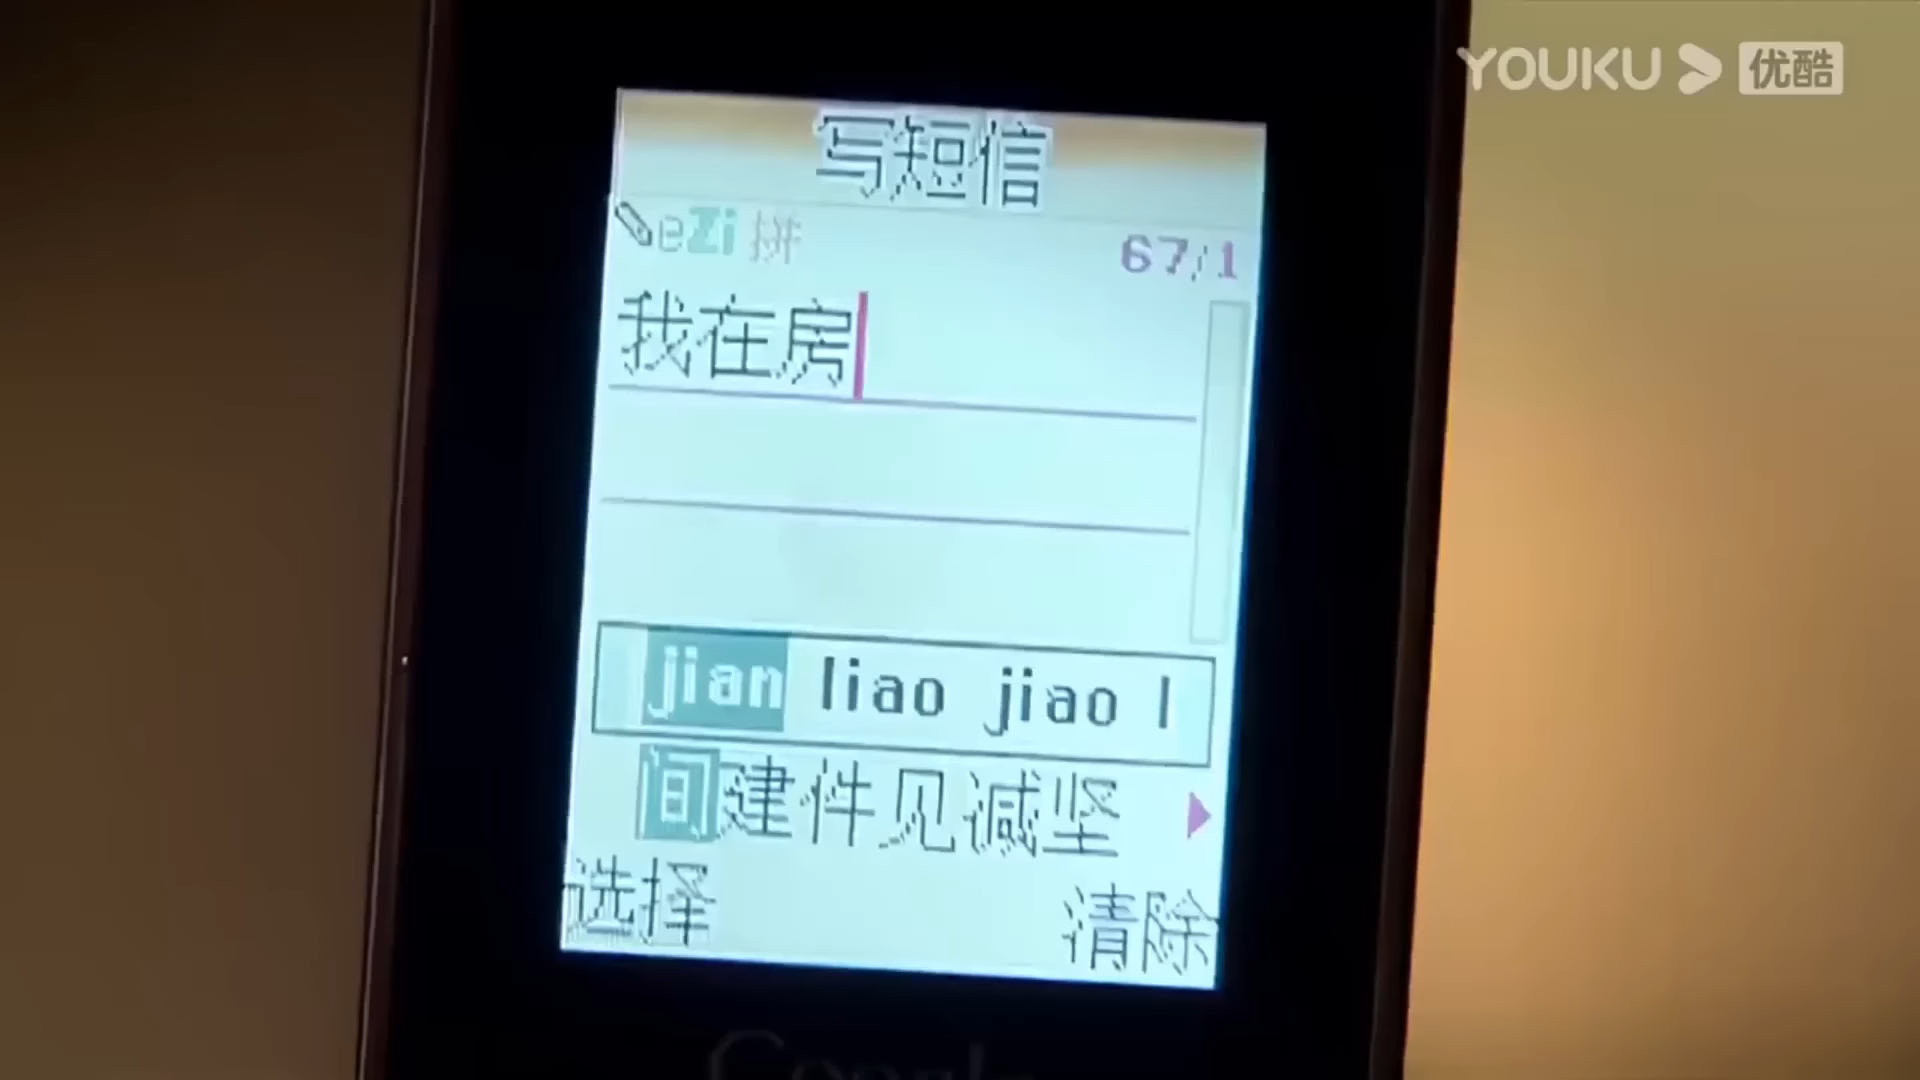 YOUKU 优酷
写短信
eZi 拼 67/1
我在房
jian liao jiao l
间建件见减坚
选择 清除